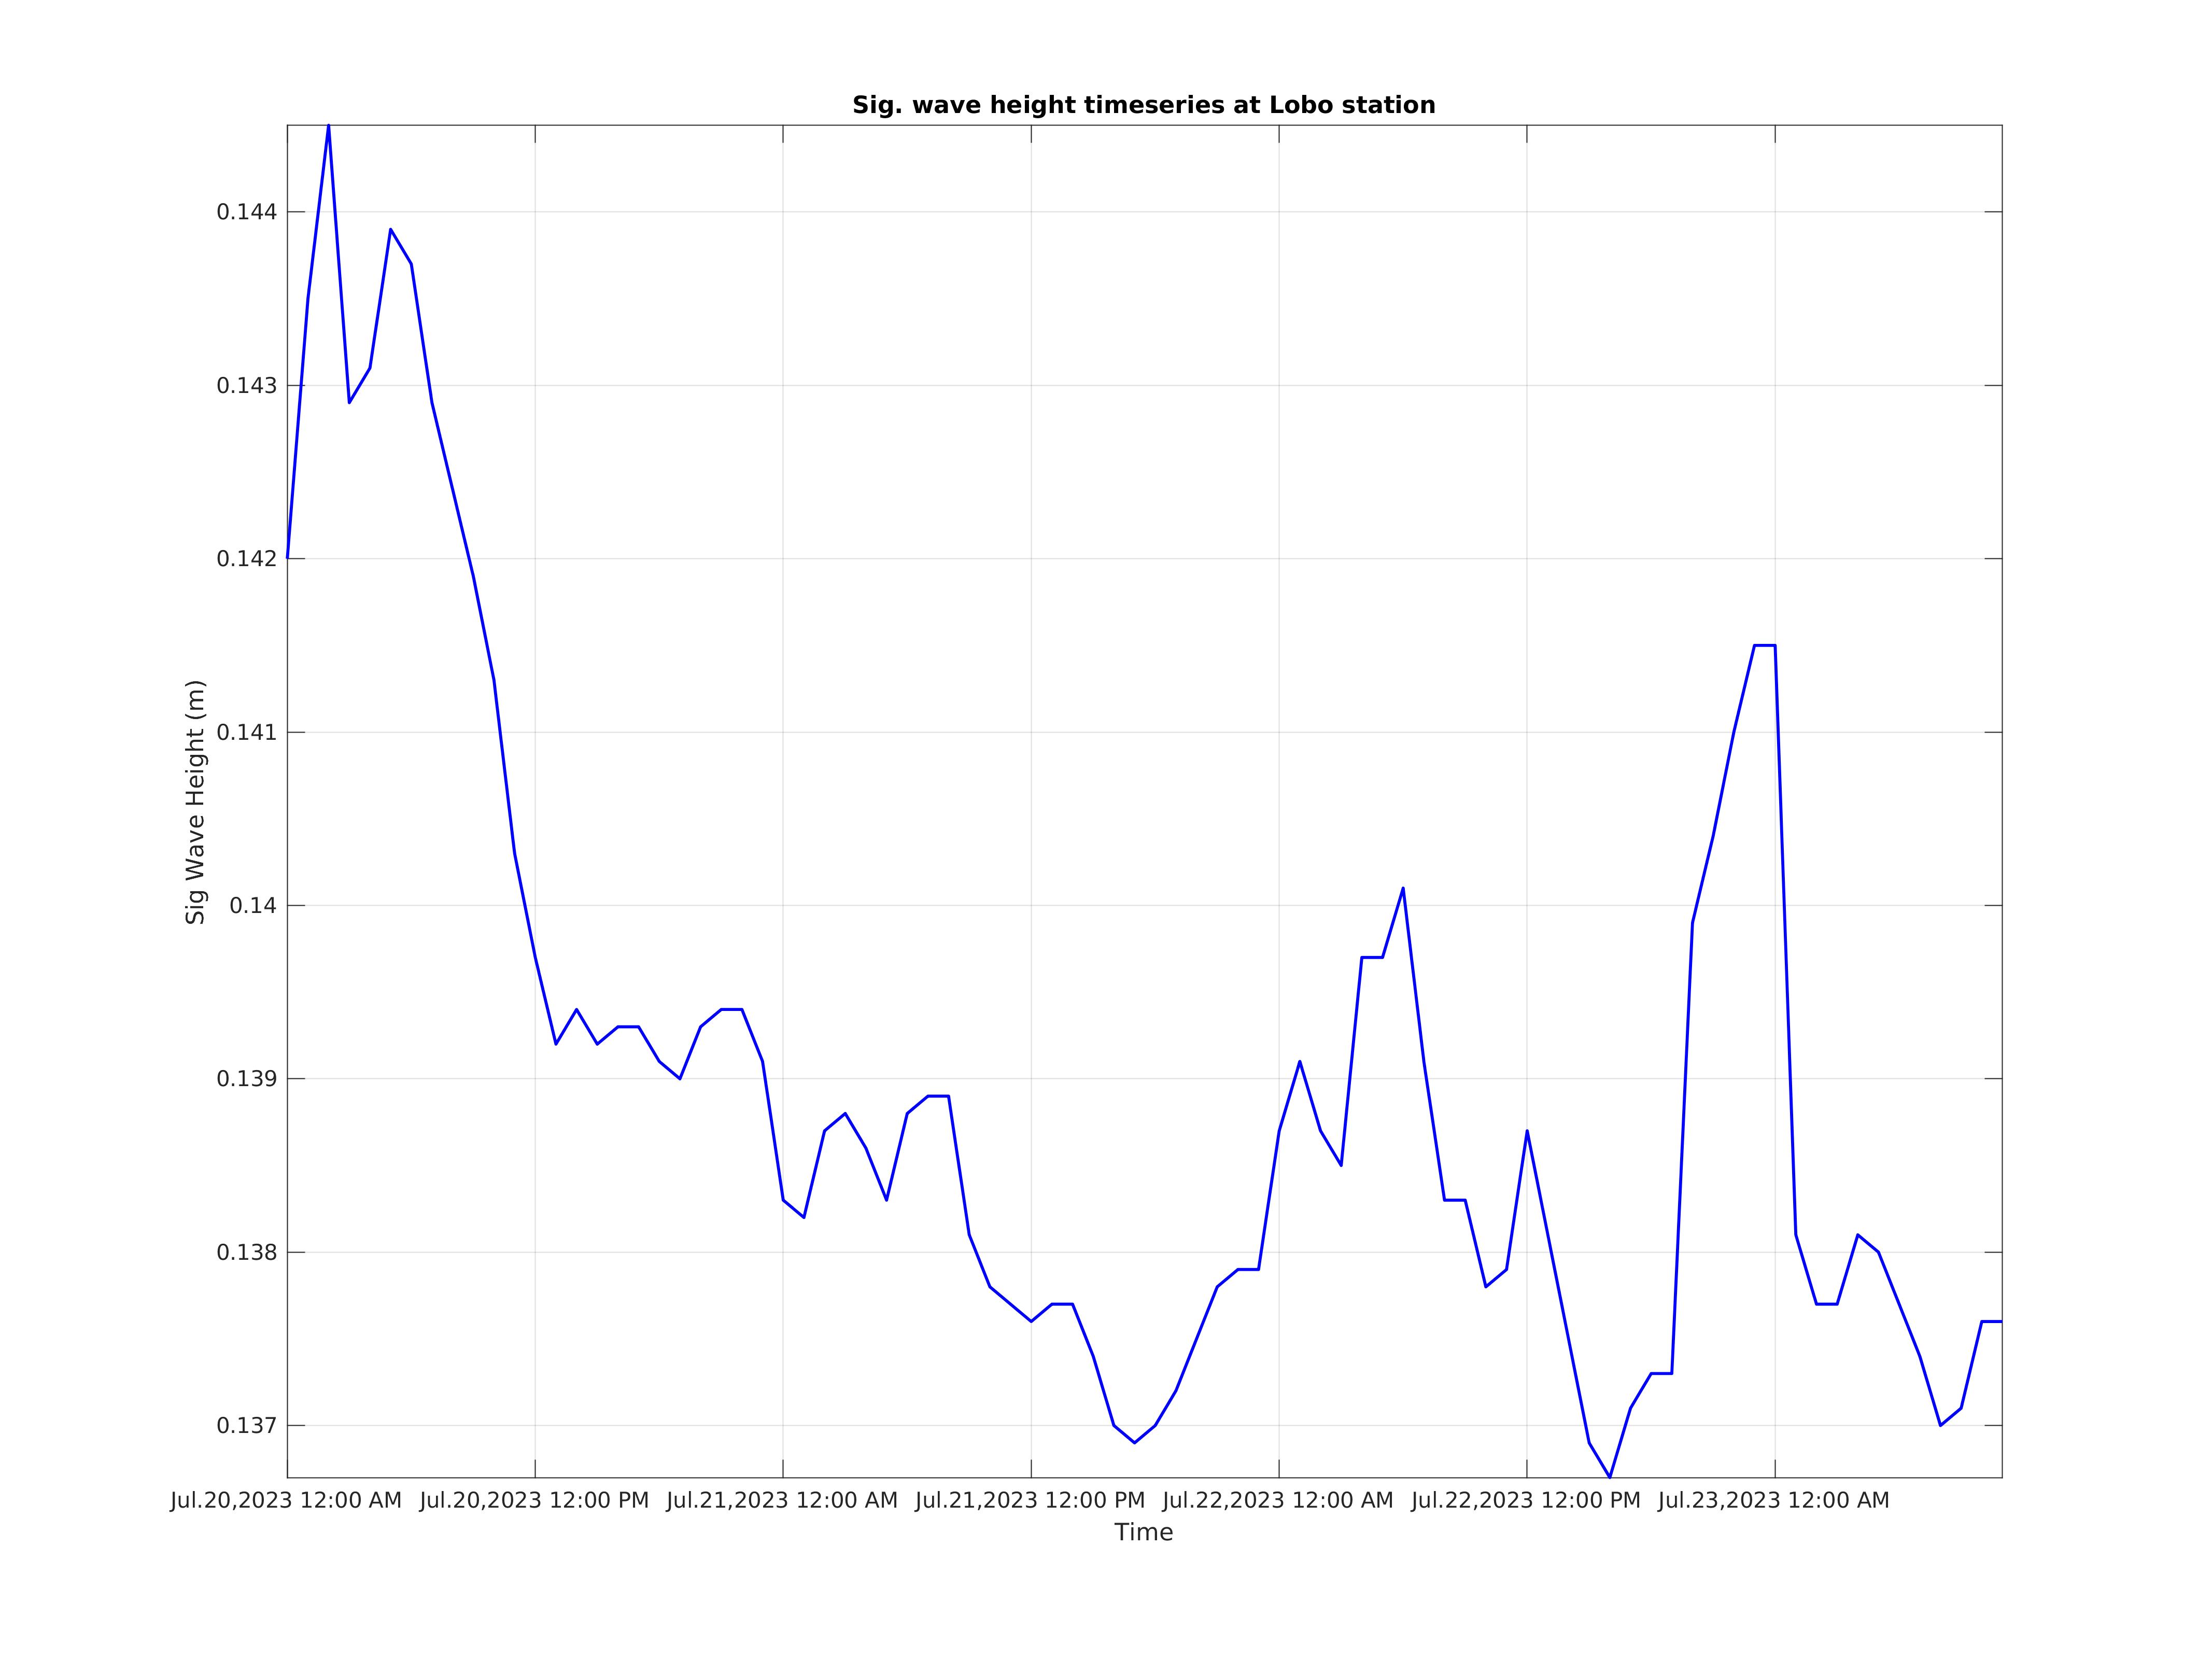 Sig. wave height timeseries at Lobo station
0.144
0.143
0.142
0.141
0.14
0.139
0.138
0.137
Sig Wave Height (m)
Jul.20,2023 12:00 AM Jul.20,2023 12:00 PM Jul.21,2023 12:00 AM Jul.21,2023 12:00 PM Jul.22,2023 12:00 AM Jul.22,2023 12:00 PM Jul.23,2023 12:00 AM
Time